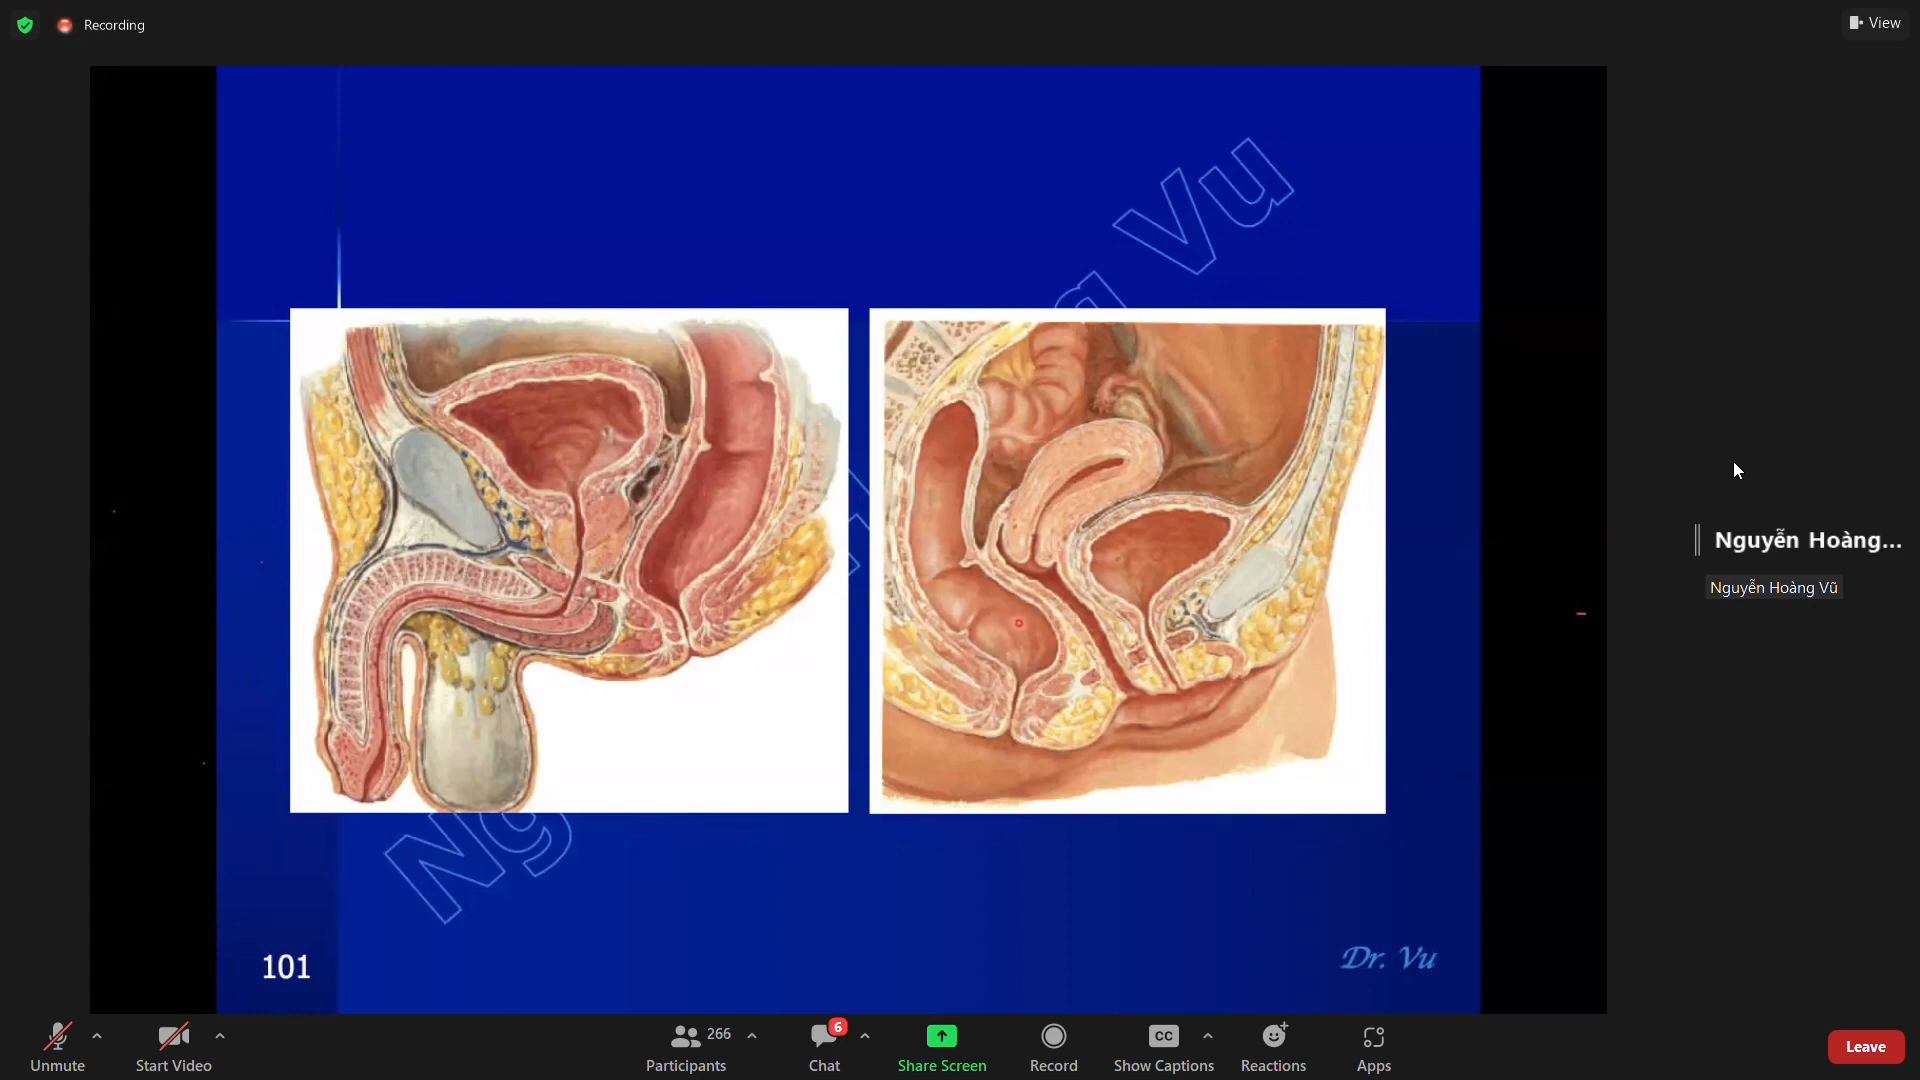 Recording
View
Vu
Ng
Nguyễn Hoàng...
Nguyễn Hoàng Vũ
101
Dr. Vu
6
266
CC
Unmute
Start Video
Participants
Chat
Share Screen
Record
Show Captions
Reactions
Apps
Leave